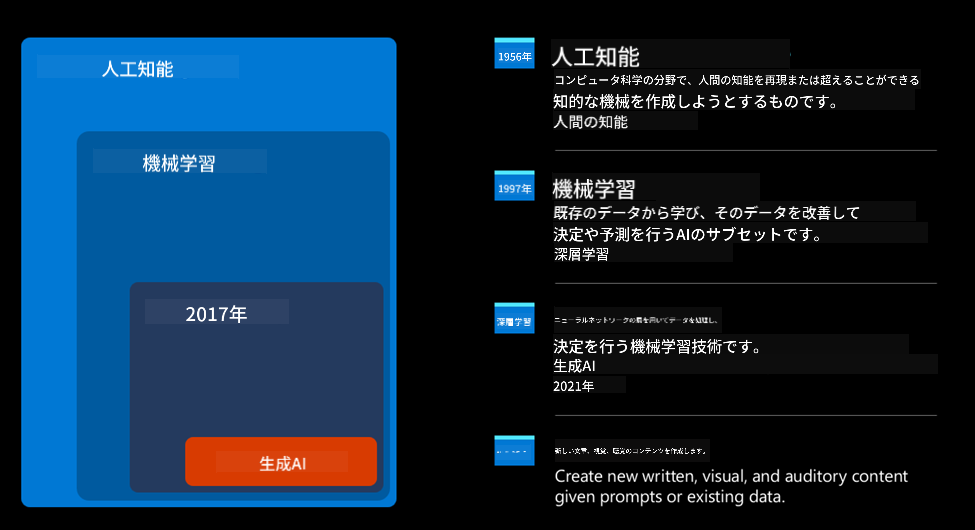 人工知能
機械学習
2017年
生成AI
1956年
人工知能
コンピュータ科学の分野で、人間の知能を再現または超えることができる
知的な機械を作成しようとするものです。
人間の知能
1997年
機械学習
既存のデータから学び、そのデータを改善して
決定や予測を行うAIのサブセットです。
深層学習
深層学習
ニューラルネットワークの層を用いてデータを処理し、
決定を行う機械学習技術です。
生成AI
2021年
新しい文章、視覚、聴覚のコンテンツを作成します。
Create new written, visual, and auditory content
given prompts or existing data.